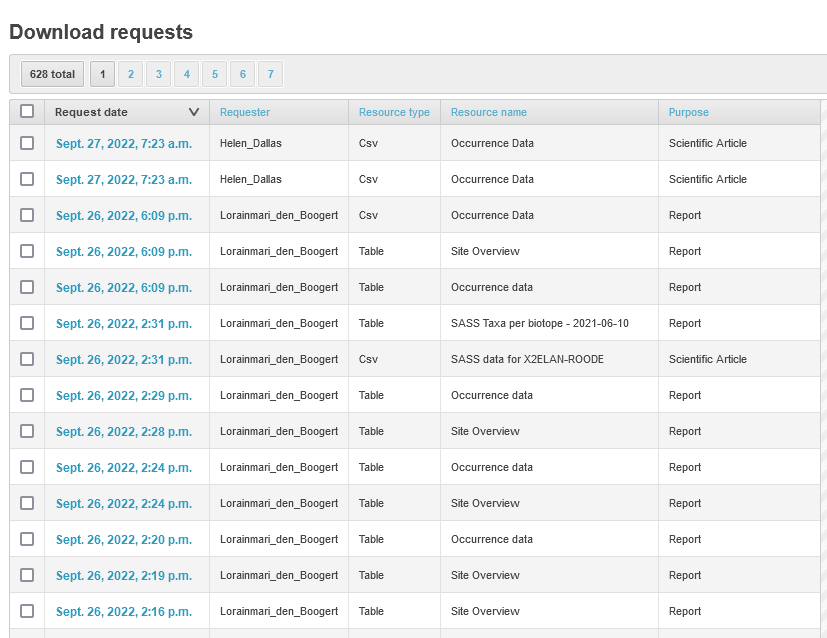 Download requests
628 total 1 2 3 4 5 6 7
Request date Requester Resource type Resource name Purpose
Sept. 27, 2022, 7:23 a.m. Helen_Dallas Csv Occurrence Data Scientific Article
Sept. 27, 2022, 7:23 a.m. Helen_Dallas Csv Occurrence Data Scientific Article
Sept. 26, 2022, 6:09 p.m. Lorainmari_den_Boogert Csv Occurrence Data Report
Sept. 26, 2022, 6:09 p.m. Lorainmari_den_Boogert Table Site Overview Report
Sept. 26, 2022, 6:09 p.m. Lorainmari_den_Boogert Table Occurrence data Report
Sept. 26, 2022, 2:31 p.m. Lorainmari_den_Boogert Table SASS Taxa per biotope - 2021-06-10 Report
Sept. 26, 2022, 2:31 p.m. Lorainmari_den_Boogert Csv SASS data for X2ELAN-ROODE Scientific Article
Sept. 26, 2022, 2:29 p.m. Lorainmari_den_Boogert Table Occurrence data Report
Sept. 26, 2022, 2:28 p.m. Lorainmari_den_Boogert Table Site Overview Report
Sept. 26, 2022, 2:24 p.m. Lorainmari_den_Boogert Table Occurrence data Report
Sept. 26, 2022, 2:24 p.m. Lorainmari_den_Boogert Table Site Overview Report
Sept. 26, 2022, 2:20 p.m. Lorainmari_den_Boogert Table Occurrence data Report
Sept. 26, 2022, 2:19 p.m. Lorainmari_den_Boogert Table Site Overview Report
Sept. 26, 2022, 2:16 p.m. Lorainmari_den_Boogert Table Site Overview Report